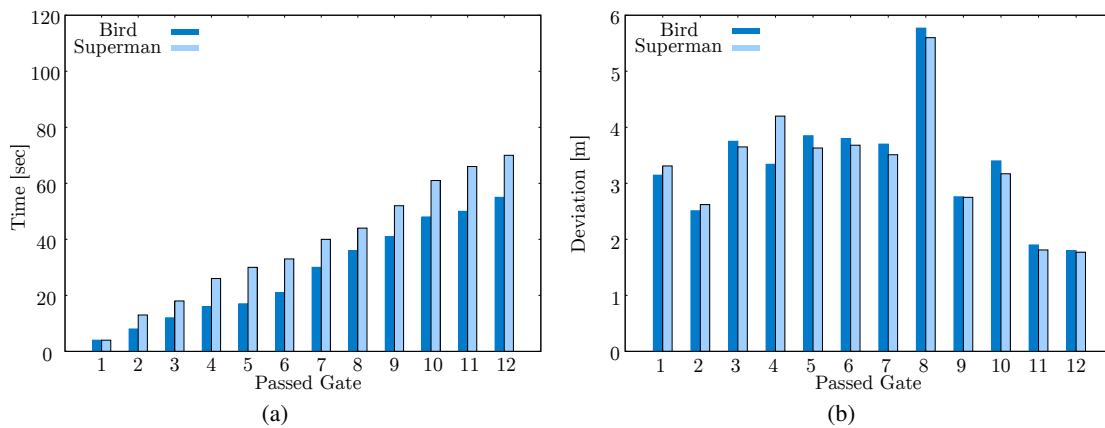 120
100
80
60
40
20
0
Time [sec]
Bird
Superman
1 2 3 4 5 6 7 8 9 10 11 12
Passed Gate
(a)
6
5
4
3
2
1
0
Deviation [m]
Bird
Superman
1 2 3 4 5 6 7 8 9 10 11 12
Passed Gate
(b)